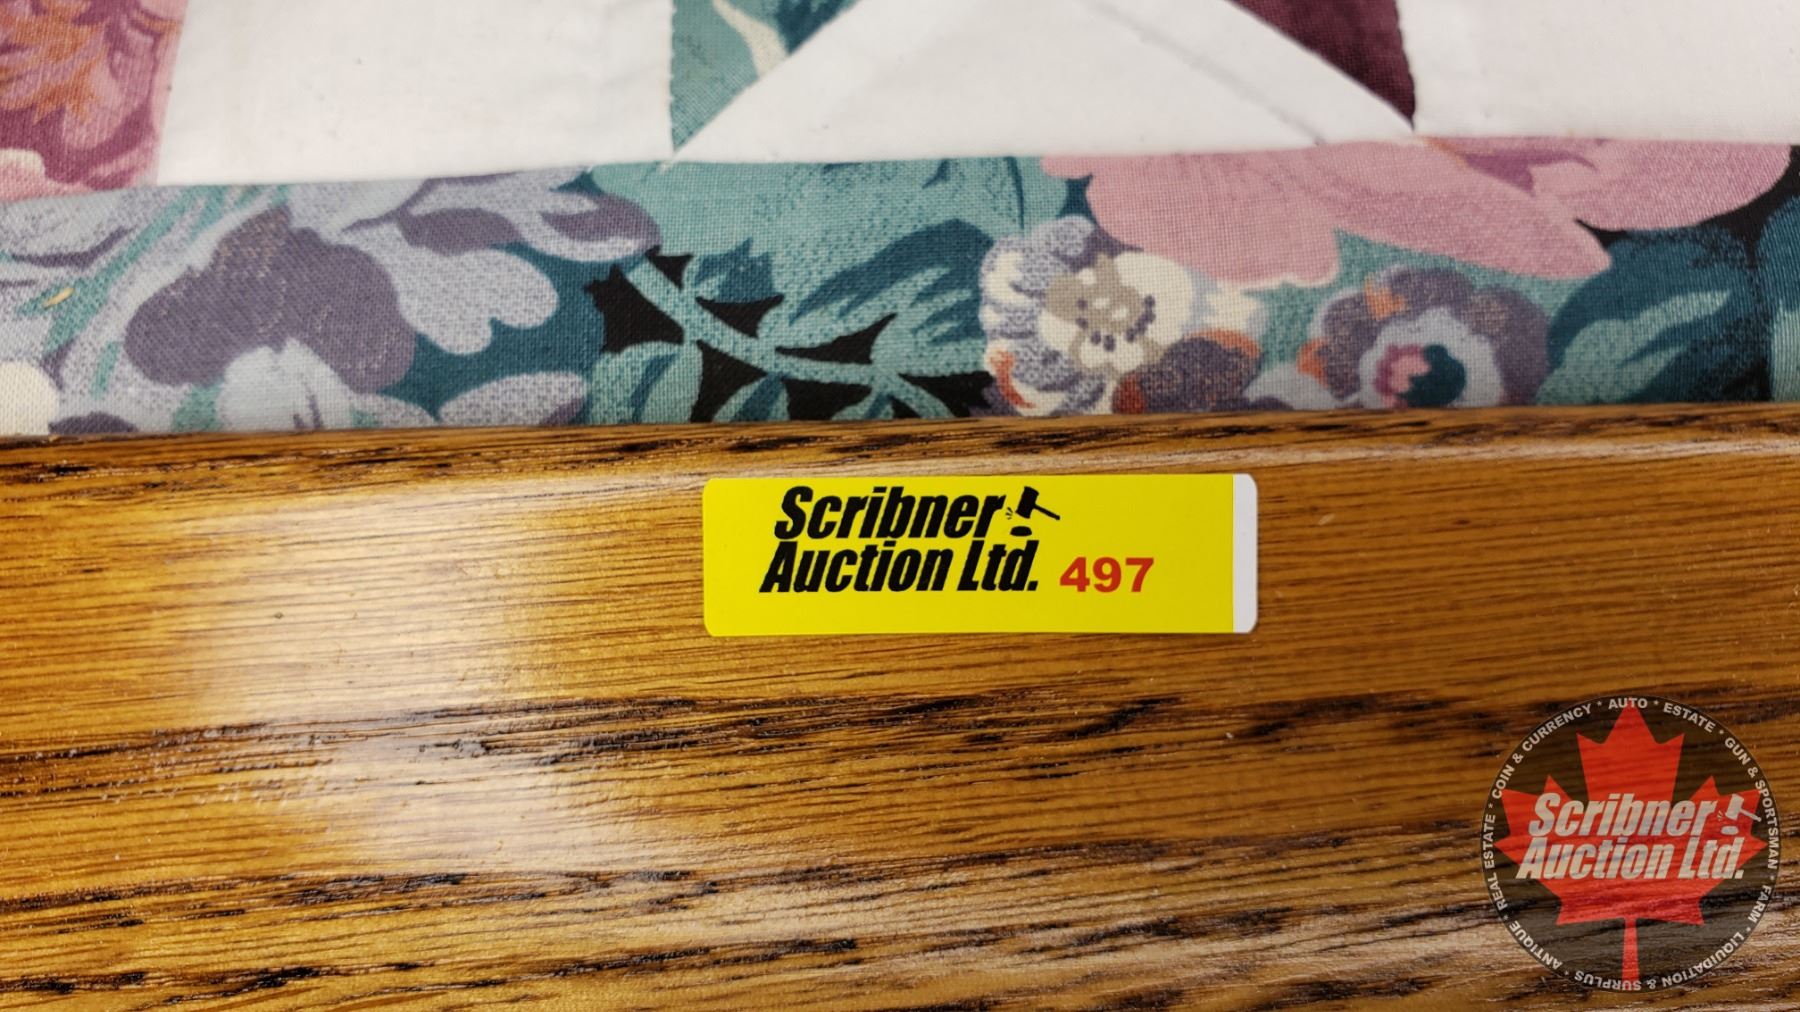 Scribner
Auction Ltd. 497
COIN & CURRENCY * AUTO * ESTATE * GUN & SPORTSMAN * FARM * LIQUIDATION & SURPLUS * ANTIQUE * REAL ESTATE *
Scribner
Auction Ltd.